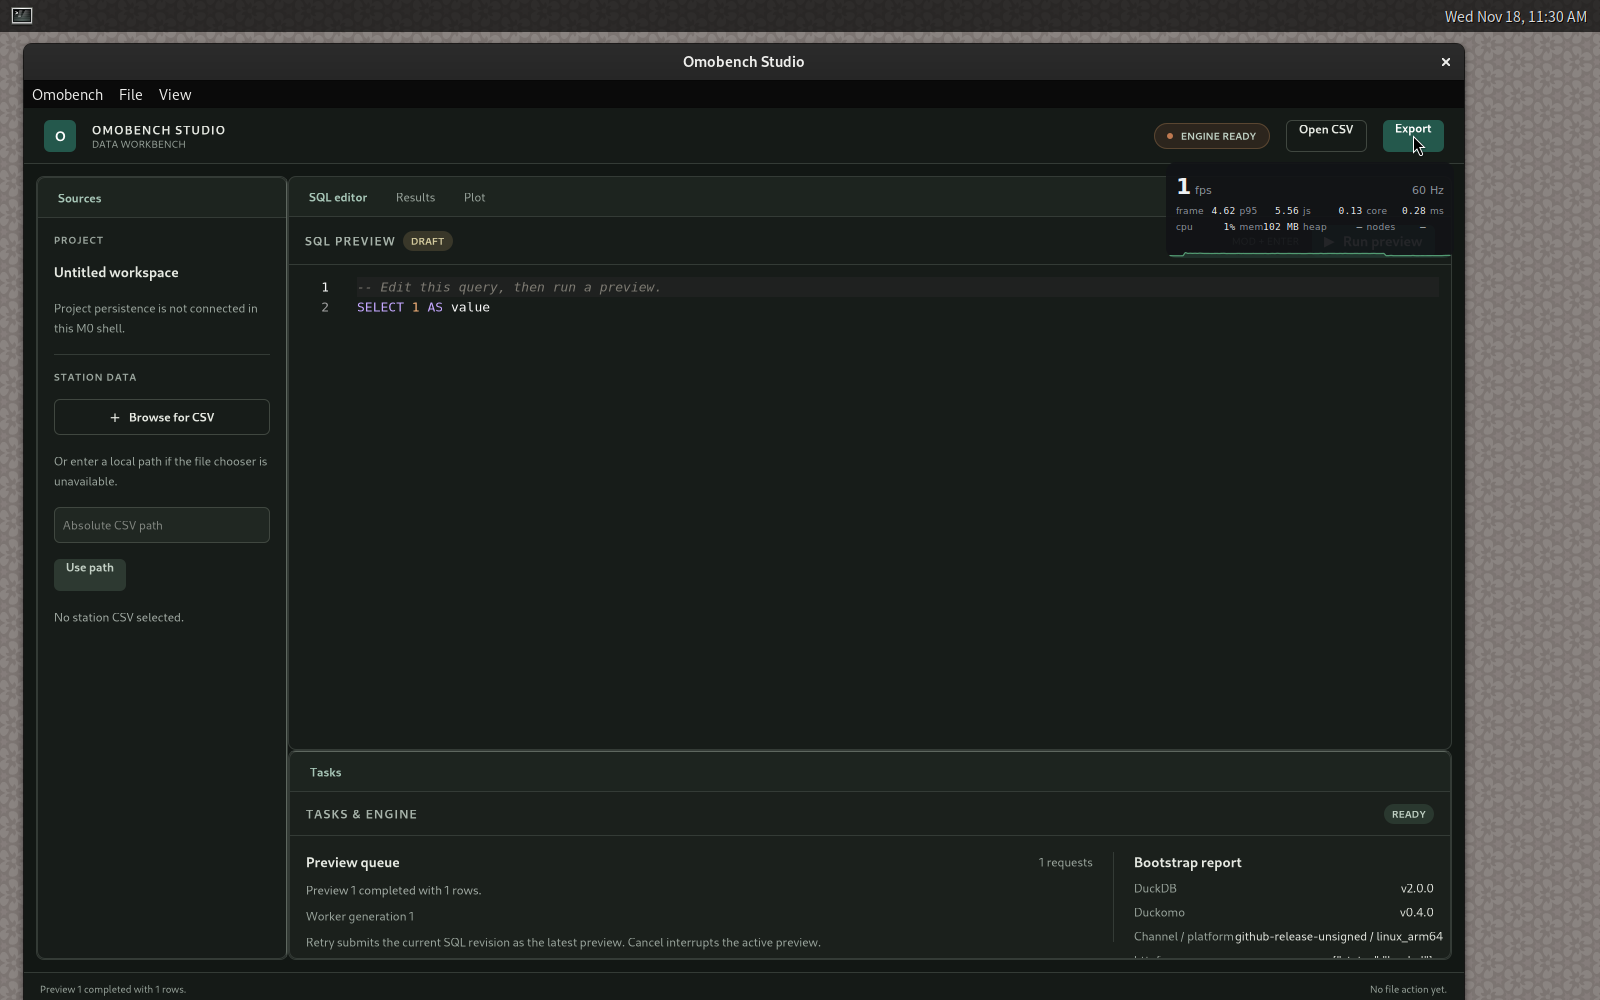 Wed Nov 18, 11:30 AM
Omobench Studio
Omobench File View
O
OMOBENCH STUDIO
DATA WORKBENCH
ENGINE READY
Open CSV
Export
1 fps 60 Hz
frame 4.62 p95 5.56 js 0.13 core 0.28 ms
cpu 1% mem 102 MB heap – nodes –
Sources
PROJECT
Untitled workspace
Project persistence is not connected in
this M0 shell.
STATION DATA
+ Browse for CSV
Or enter a local path if the file chooser is
unavailable.
Absolute CSV path
Use path
No station CSV selected.
SQL editor Results Plot
SQL PREVIEW DRAFT
Run preview
1 -- Edit this query, then run a preview.
2 SELECT 1 AS value
Tasks
TASKS & ENGINE
READY
Preview queue
1 requests
Preview 1 completed with 1 rows.
Worker generation 1
Retry submits the current SQL revision as the latest preview. Cancel interrupts the active preview.
Bootstrap report
DuckDB v2.0.0
Duckomo v0.4.0
Channel / platform github-release-unsigned / linux_arm64
Preview 1 completed with 1 rows.
No file action yet.